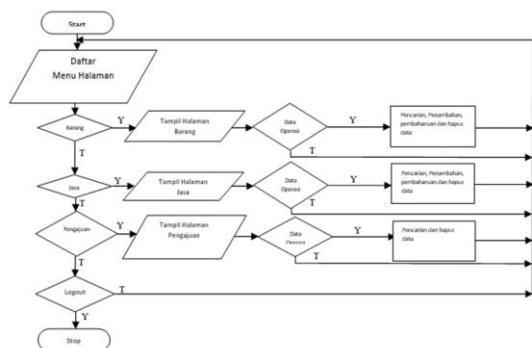 Start
Daftar
Menu Halaman
Barang
Y
Tampil Halaman
Barang
Data
Operasi
Y
Pencarian, Penambahan,
pembaharuan dan hapus
data
T
T
Jasa
Y
Tampil Halaman
Jasa
Data
Operasi
Y
Pencarian, Penambahan,
pembaharuan dan hapus
data
T
T
Pengajuan
Y
Tampil Halaman
Pengajuan
Data
Operasi
Y
Pencarian dan hapus
data
T
T
Logout
T
Y
Stop